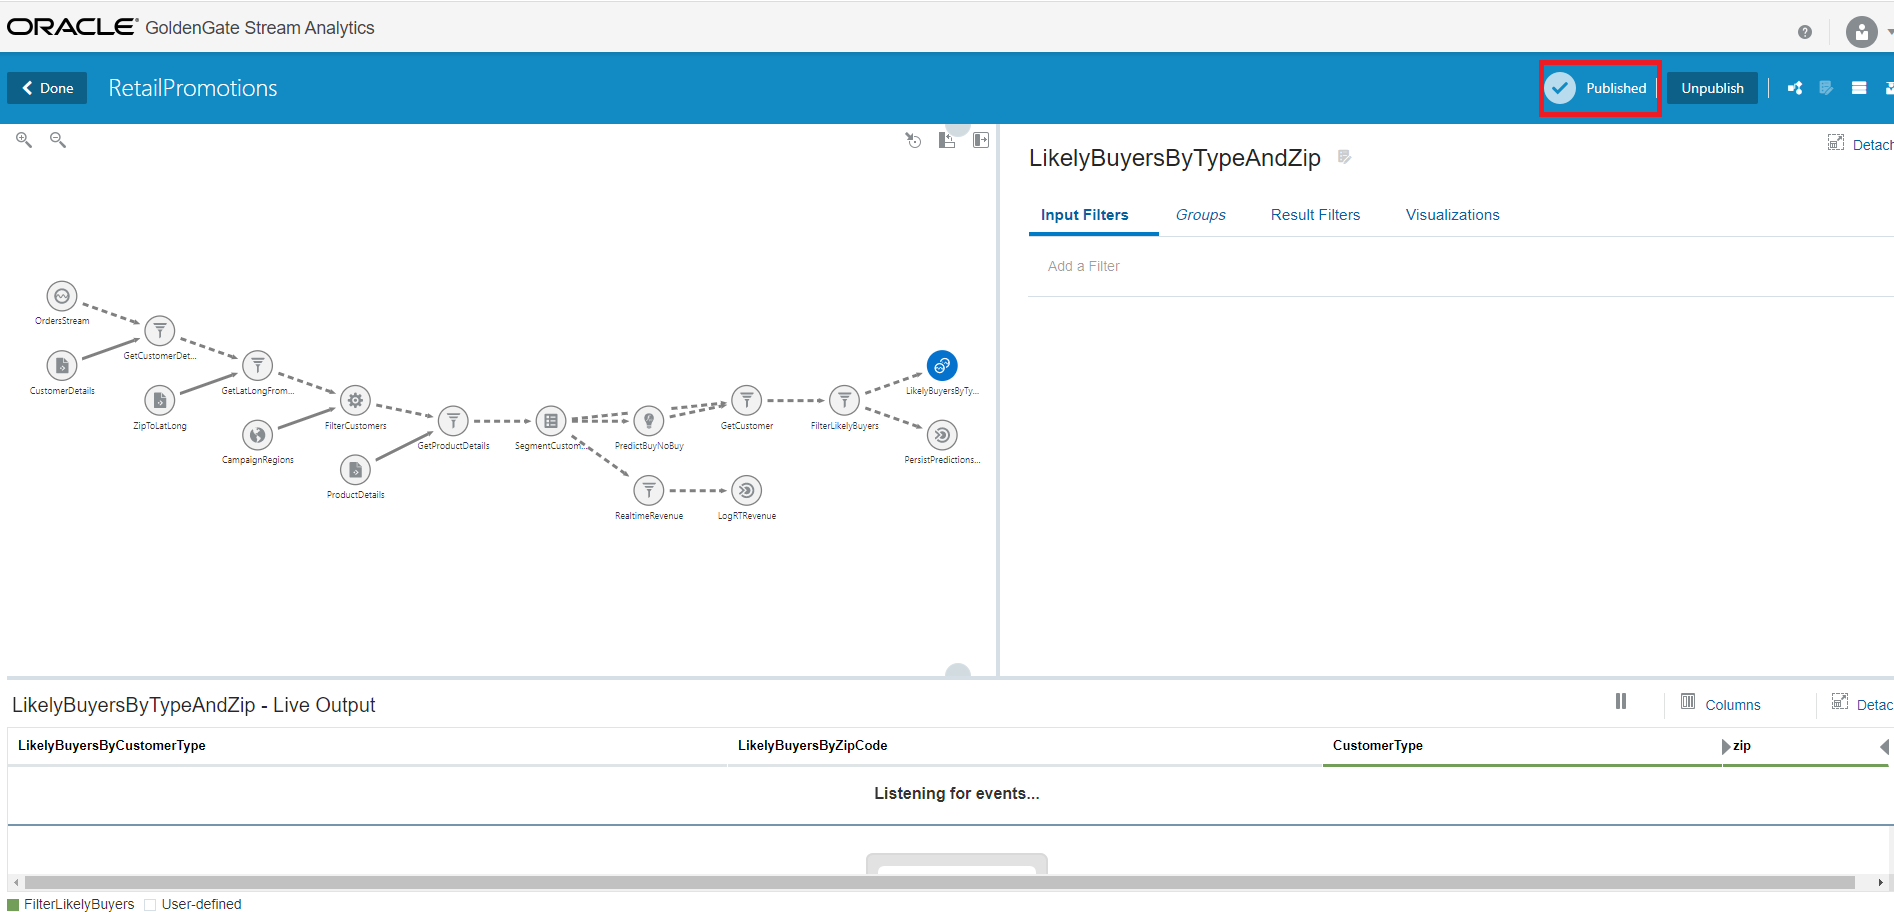 ORACLE GoldenGate Stream Analytics
Done RetailPromotions Published Unpublish
LikelyBuyersByTypeAndZip Detach
Input Filters Groups Result Filters Visualizations
Add a Filter
OrdersStream
GetCustomerDet...
CustomerDetails
GetLatLongFrom...
ZipToLatLong
FilterCustomers
CampaignRegions
GetProductDetails
ProductDetails
SegmentCustom...
PredictBuyNoBuy
GetCustomer
FilterLikelyBuyers
LikelyBuyersByTy...
PersistPredictions...
RealtimeRevenue
LogRTRevenue
LikelyBuyersByTypeAndZip - Live Output Columns Detac
LikelyBuyersByCustomerType LikelyBuyersByZipCode CustomerType zip
Listening for events...
FilterLikelyBuyers User-defined